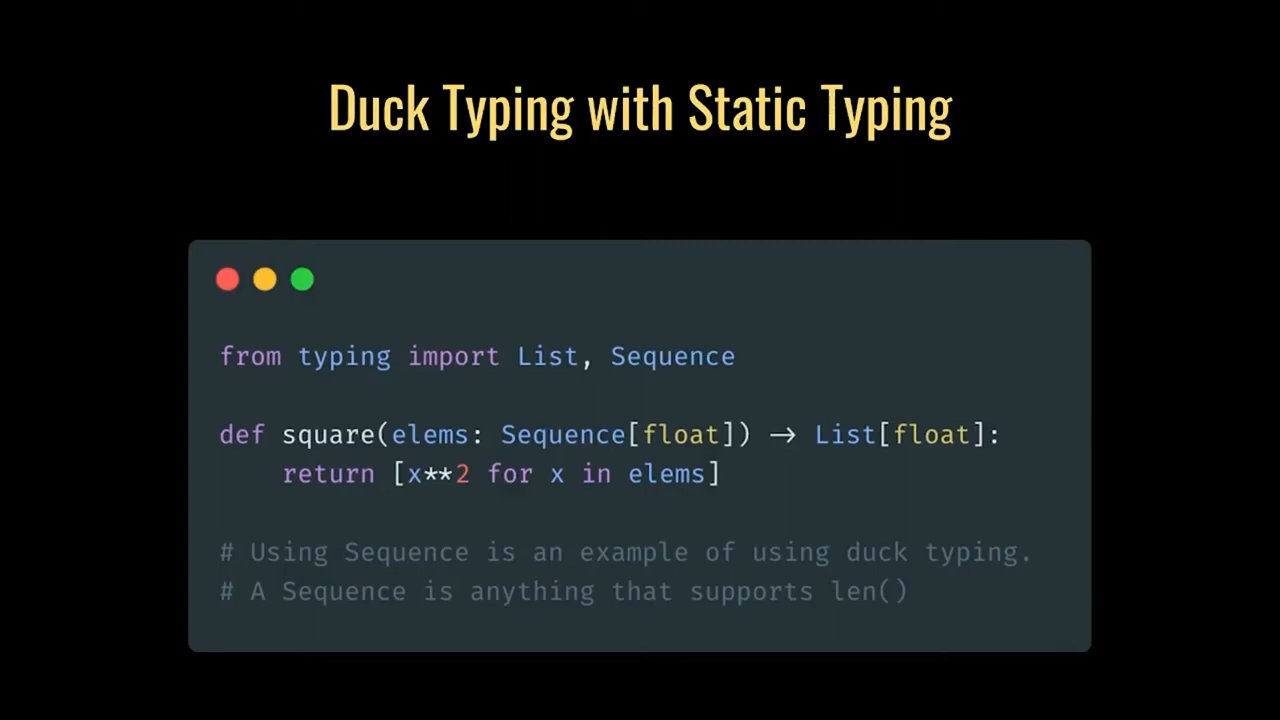 Duck Typing with Static Typing
from typing import List, Sequence
def square(elems: Sequence[float]) -> List[float]:
    return [x**2 for x in elems]
# Using Sequence is an example of using duck typing.
# A Sequence is anything that supports len()